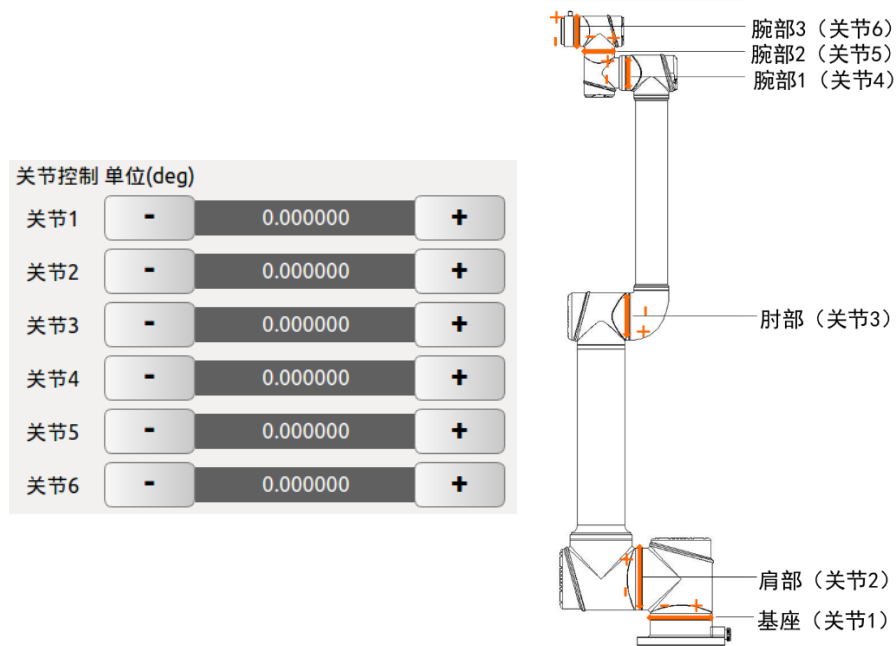 腕部3（关节6）
腕部2（关节5）
腕部1（关节4）
关节控制 单位(deg)
关节1 - 0.000000 +
关节2 - 0.000000 +
关节3 - 0.000000 +
关节4 - 0.000000 +
关节5 - 0.000000 +
关节6 - 0.000000 +
肘部（关节3）
肩部（关节2）
基座（关节1）